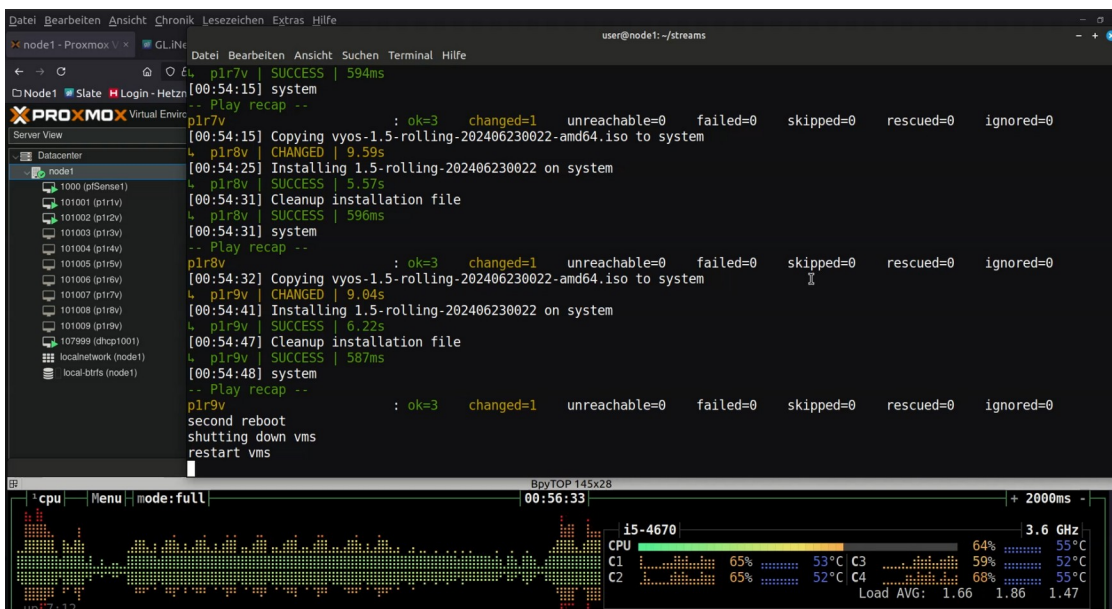 Datei Bearbeiten Ansicht Chronik Lesezeichen Extras Hilfe
user@node1: ~/streams
node1 - Proxmox V
GL.iNe
Datei Bearbeiten Ansicht Suchen Terminal Hilfe
Node1 Slate Login - Hetzn
PROXMOX Virtual Enviro
Server View
Datacenter
node1
1000 (pfSense1)
101001 (p1r1v)
101002 (p1r2v)
101003 (p1r3v)
101004 (p1r4v)
101005 (p1r5v)
101006 (p1r6v)
101007 (p1r7v)
101008 (p1r8v)
101009 (p1r9v)
107999 (dhcp1001)
localnetwork (node1)
local-btrfs (node1)
↳ p1r7v | SUCCESS | 594ms
[00:54:15] system
-- Play recap --
p1r7v : ok=3 changed=1 unreachable=0 failed=0 skipped=0 rescued=0 ignored=0
[00:54:15] Copying vyos-1.5-rolling-202406230022-amd64.iso to system
↳ p1r8v | CHANGED | 9.59s
[00:54:25] Installing 1.5-rolling-202406230022 on system
↳ p1r8v | SUCCESS | 5.57s
[00:54:31] Cleanup installation file
↳ p1r8v | SUCCESS | 596ms
[00:54:31] system
-- Play recap --
p1r8v : ok=3 changed=1 unreachable=0 failed=0 skipped=0 rescued=0 ignored=0
[00:54:32] Copying vyos-1.5-rolling-202406230022-amd64.iso to system
↳ p1r9v | CHANGED | 9.04s
[00:54:41] Installing 1.5-rolling-202406230022 on system
↳ p1r9v | SUCCESS | 6.22s
[00:54:47] Cleanup installation file
↳ p1r9v | SUCCESS | 587ms
[00:54:48] system
-- Play recap --
p1r9v : ok=3 changed=1 unreachable=0 failed=0 skipped=0 rescued=0 ignored=0
second reboot
shutting down vms
restart vms
BpyTOP 145x28
¹cpu Menu mode:full 00:56:33 + 2000ms -
i5-4670 3.6 GHz
CPU 64% 55°C
C1 65% 53°C C3 59% 52°C
C2 65% 52°C C4 68% 55°C
Load AVG: 1.66 1.86 1.47
up 7:12